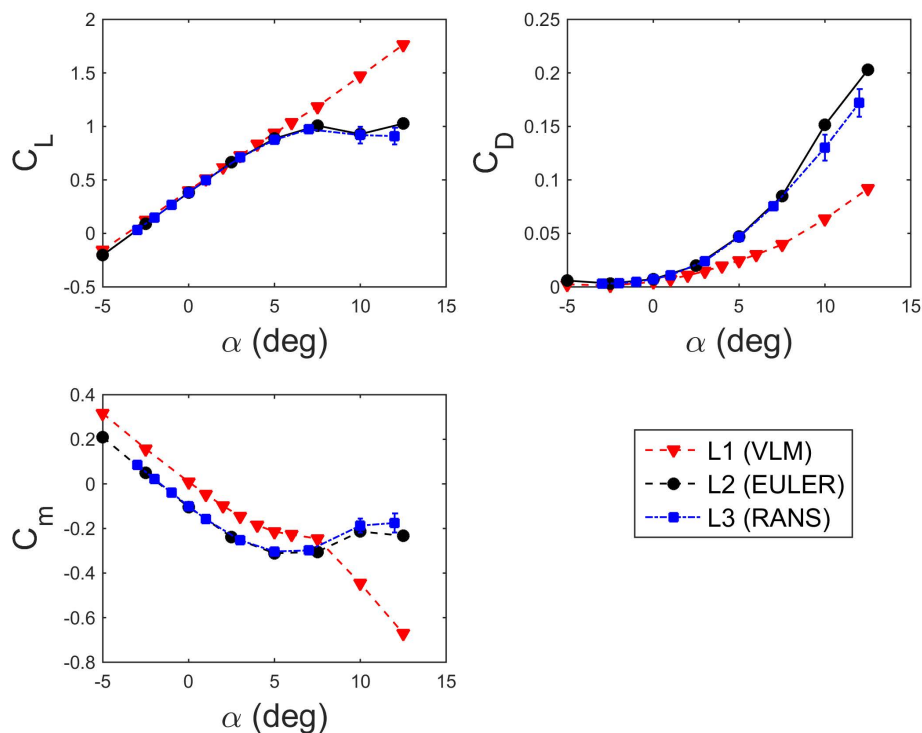 2
1.5
1
0.5
0
-0.5
C_L
-5 0 5 10 15
α (deg)
0.25
0.2
0.15
0.1
0.05
0
C_D
-5 0 5 10 15
α (deg)
0.4
0.2
0
-0.2
-0.4
-0.6
-0.8
C_m
-5 0 5 10 15
α (deg)
L1 (VLM)
L2 (EULER)
L3 (RANS)